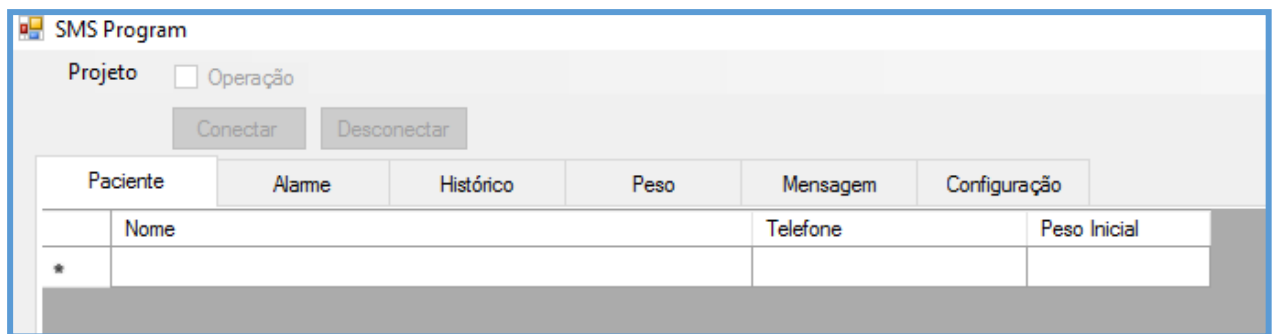 SMS Program
Projeto Operação
Conectar Desconectar
Paciente Alarme Histórico Peso Mensagem Configuração
Nome Telefone Peso Inicial
*